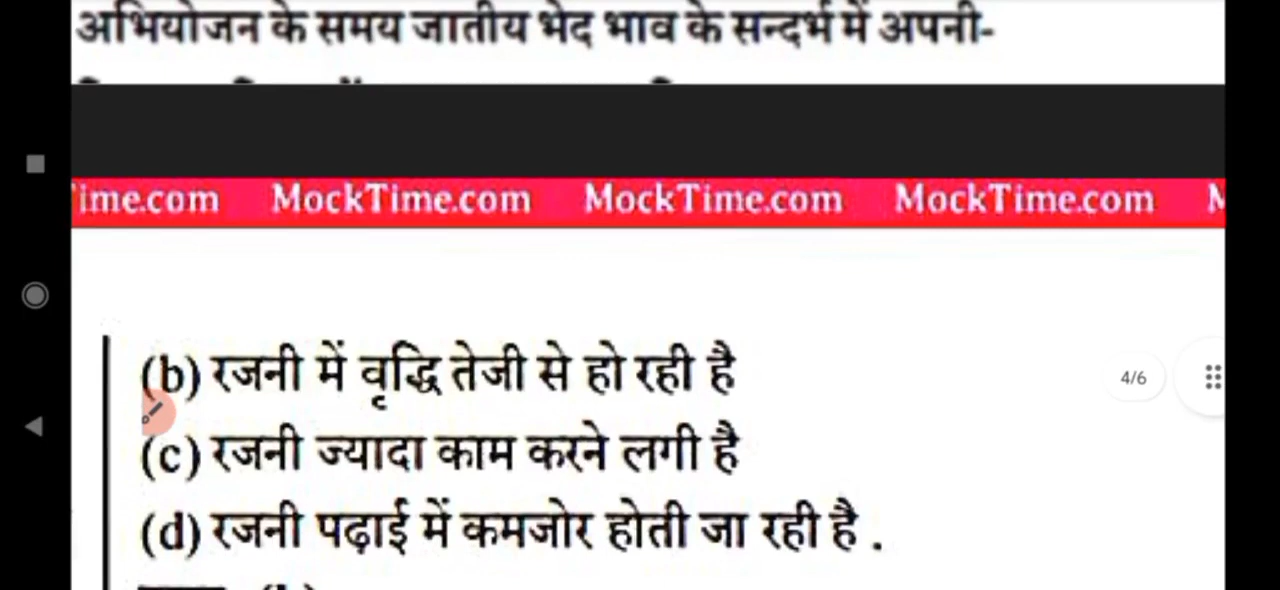 अभियोजन के समय जातीय भेद भाव के सन्दर्भ में अपनी-
ime.com MockTime.com MockTime.com MockTime.com M
(b) रजनी में वृद्धि तेजी से हो रही है
4/6
(c) रजनी ज्यादा काम करने लगी है
(d) रजनी पढ़ाई में कमजोर होती जा रही है .